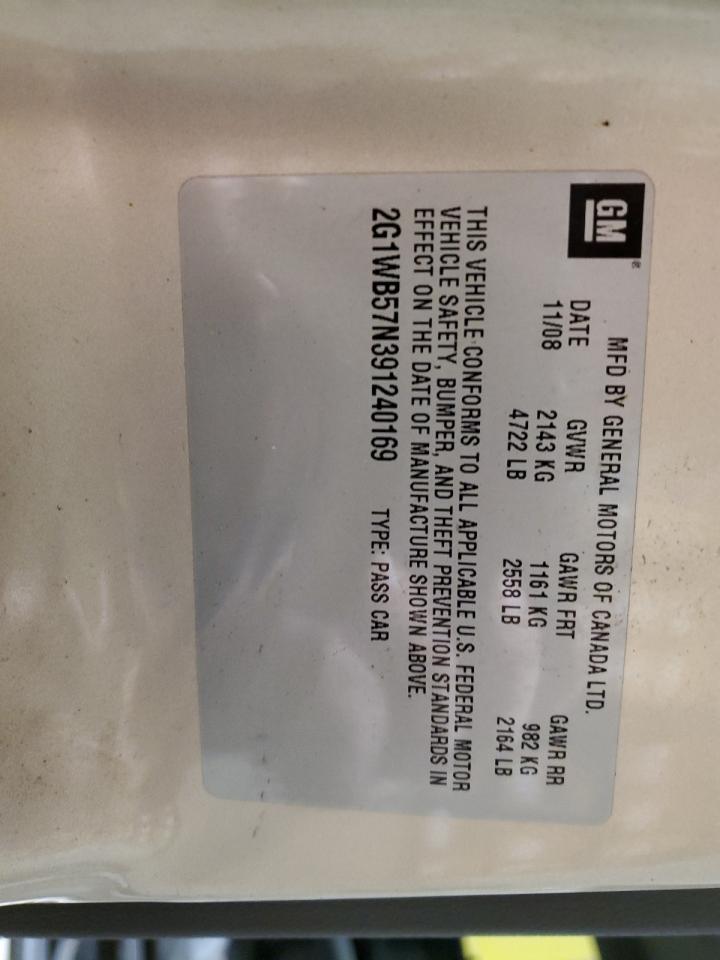 GM®
MFD BY GENERAL MOTORS OF CANADA LTD.
DATE GVWR GAWR FRT GAWR RR
11/08 2143 KG 1161 KG 982 KG
4722 LB 2558 LB 2164 LB
THIS VEHICLE CONFORMS TO ALL APPLICABLE U.S. FEDERAL MOTOR
VEHICLE SAFETY, BUMPER, AND THEFT PREVENTION STANDARDS IN
EFFECT ON THE DATE OF MANUFACTURE SHOWN ABOVE.
2G1WB57N391240169 TYPE: PASS CAR